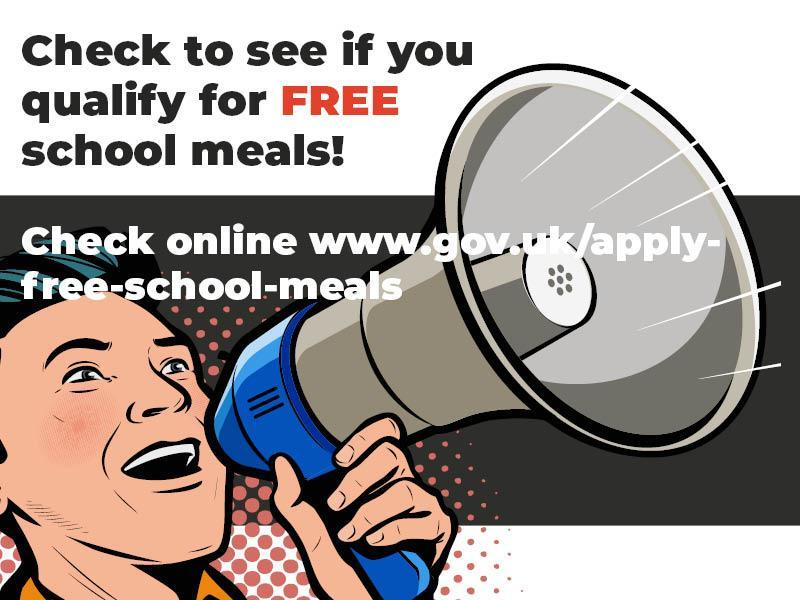 Check to see if you
qualify for FREE
school meals!
Check online www.gov.uk/apply-
free-school-meals